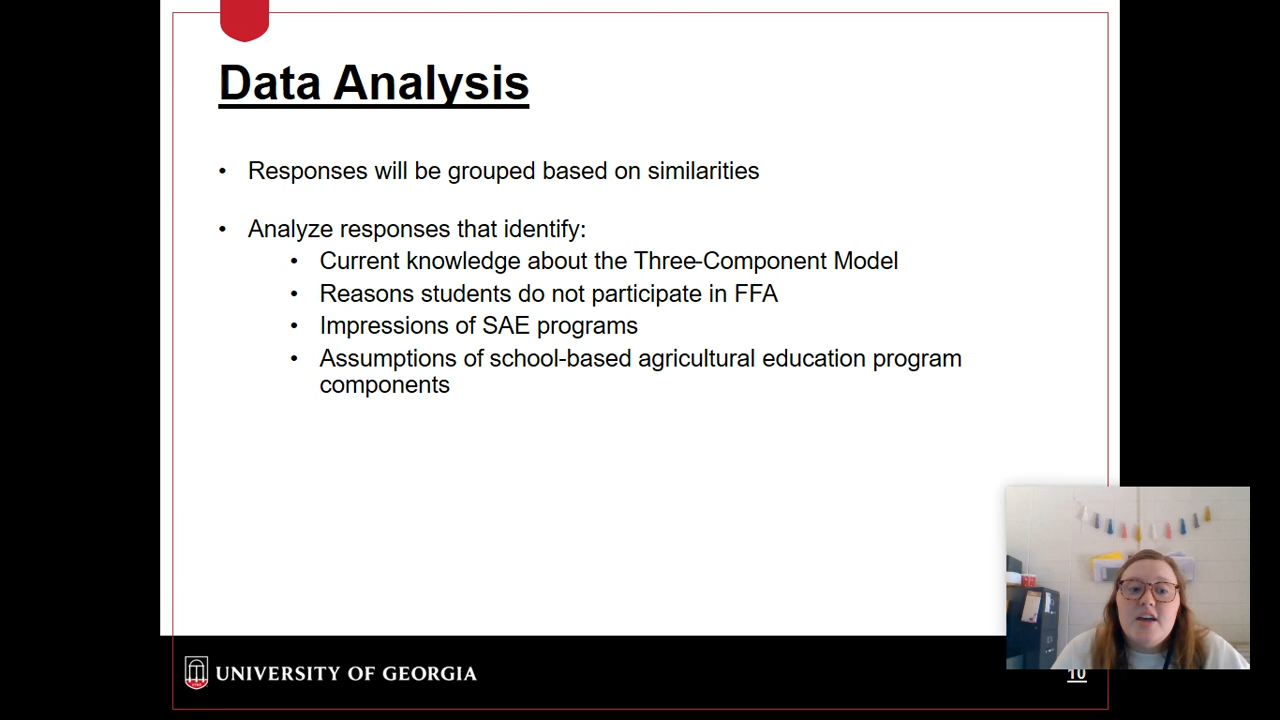 Data Analysis
• Responses will be grouped based on similarities
• Analyze responses that identify:
• Current knowledge about the Three-Component Model
• Reasons students do not participate in FFA
• Impressions of SAE programs
• Assumptions of school-based agricultural education program
components
UNIVERSITY OF GEORGIA
10